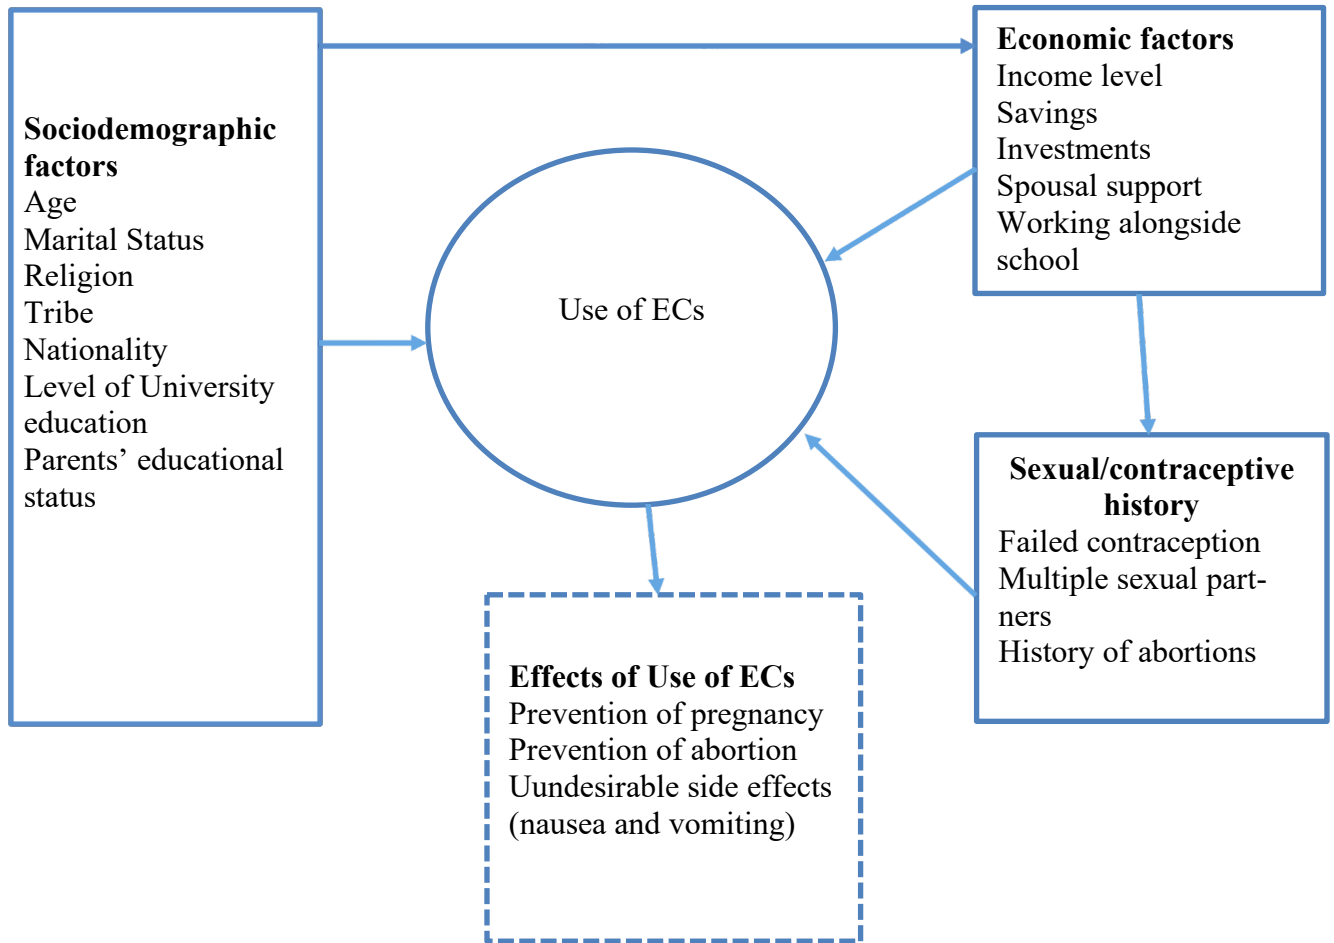 Sociodemographic
factors
Age
Marital Status
Religion
Tribe
Nationality
Level of University
education
Parents’ educational
status
Use of ECs
Economic factors
Income level
Savings
Investments
Spousal support
Working alongside
school
Sexual/contraceptive
history
Failed contraception
Multiple sexual part-
ners
History of abortions
Effects of Use of ECs
Prevention of pregnancy
Prevention of abortion
Uundesirable side effects
(nausea and vomiting)